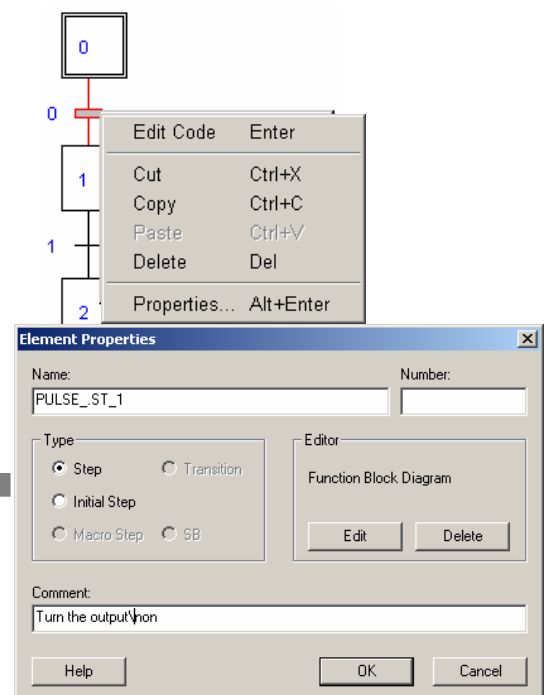 0
0
Edit Code Enter
1
Cut Ctrl+X
Copy Ctrl+C
Paste Ctrl+V
1
Delete Del
2
Properties... Alt+Enter
Element Properties
Name: Number:
PULSE_.ST_1
Type Editor
Step Transition
Function Block Diagram
Initial Step
Macro Step SB
Edit Delete
Comment:
Turn the output\non
Help OK Cancel